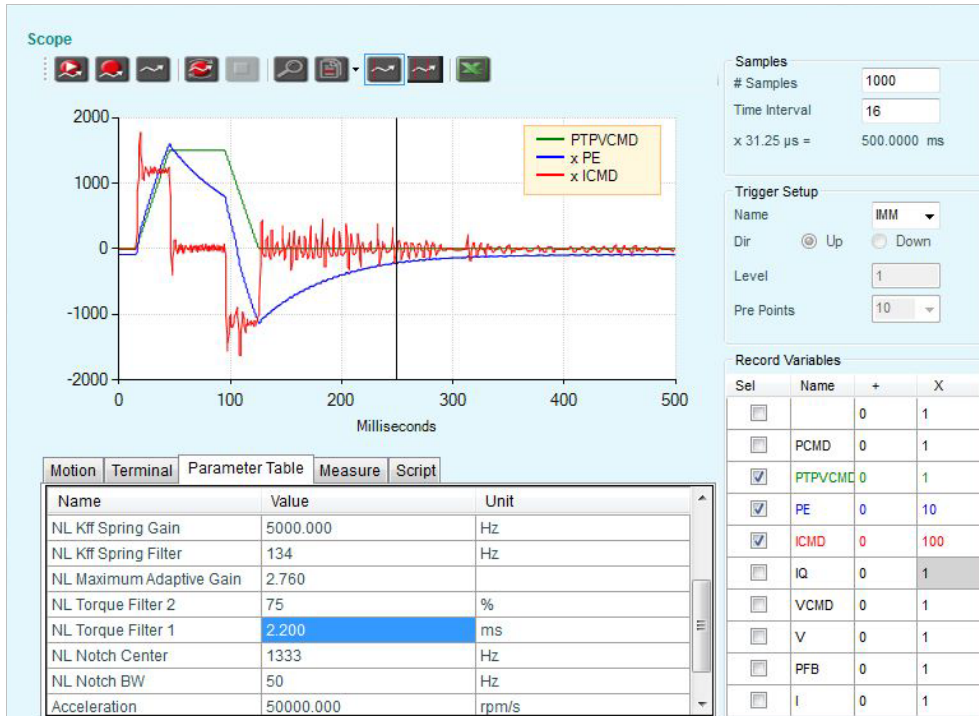 Scope
2000
1000
0
-1000
-2000
0 100 200 300 400 500
Milliseconds
PTPVCMD
x PE
x ICMD
Samples
# Samples 1000
Time Interval 16
x 31.25 µs = 500.0000 ms
Trigger Setup
Name IMM
Dir Up Down
Level 1
Pre Points 10
Record Variables
Sel Name + X
0 1
PCMD 0 1
PTPVCMD 0 1
PE 0 10
ICMD 0 100
IQ 0 1
VCMD 0 1
V 0 1
PFB 0 1
I 0 1
Motion Terminal Parameter Table Measure Script
Name Value Unit
NL Kff Spring Gain 5000.000 Hz
NL Kff Spring Filter 134 Hz
NL Maximum Adaptive Gain 2.760
NL Torque Filter 2 75 %
NL Torque Filter 1 2.200 ms
NL Notch Center 1333 Hz
NL Notch BW 50 Hz
Acceleration 50000.000 rpm/s